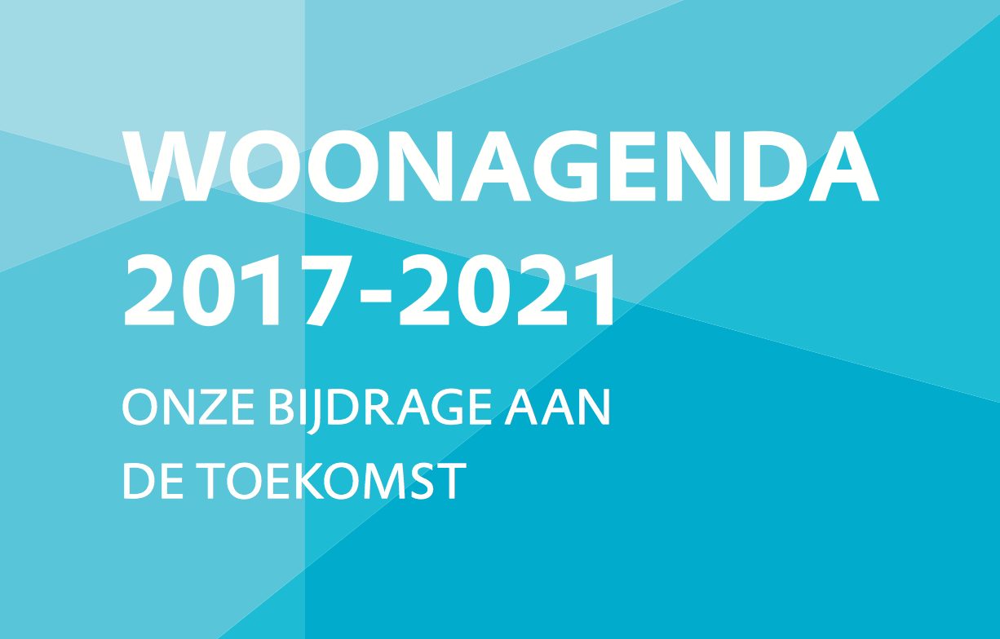 WOONAGENDA
2017-2021
ONZE BIJDRAGE AAN
DE TOEKOMST